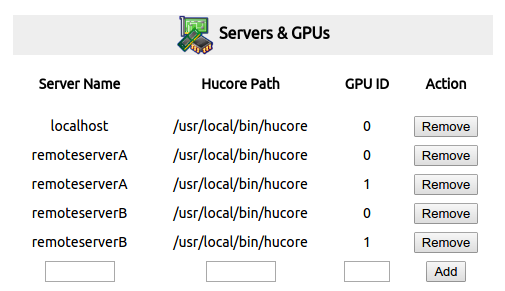 Servers & GPUs
Server Name Hucore Path GPU ID Action
localhost /usr/local/bin/hucore 0 Remove
remoteserverA /usr/local/bin/hucore 0 Remove
remoteserverA /usr/local/bin/hucore 1 Remove
remoteserverB /usr/local/bin/hucore 0 Remove
remoteserverB /usr/local/bin/hucore 1 Remove
Add